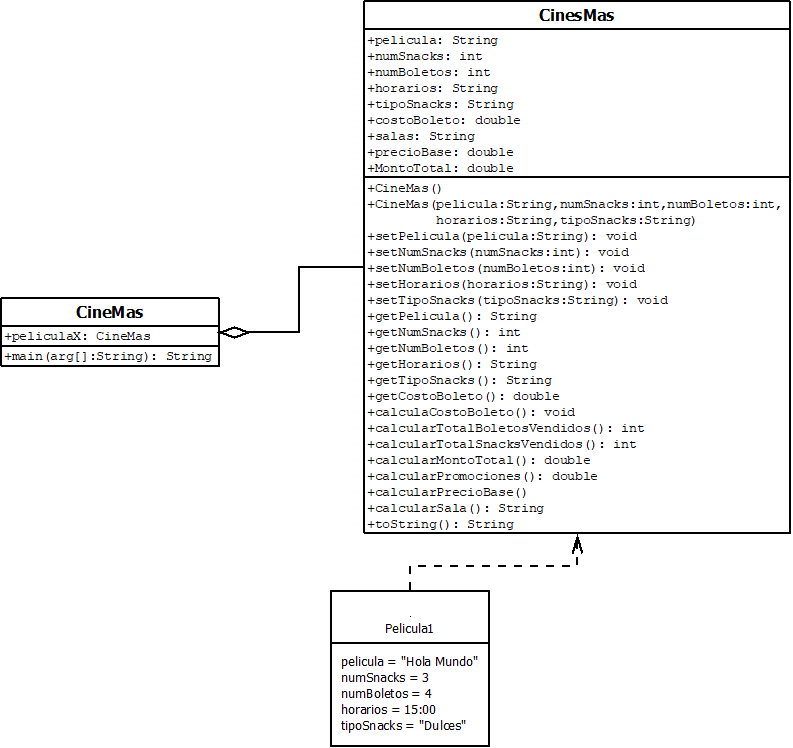 CinesMas
+pelicula: String
+numSnacks: int
+numBoletos: int
+horarios: String
+tipoSnacks: String
+costoBoleto: double
+salas: String
+precioBase: double
+MontoTotal: double
+CineMas()
+CineMas(pelicula:String,numSnacks:int,numBoletos:int,
horarios:String,tipoSnacks:String)
+setPelicula(pelicula:String): void
+setNumSnacks(numSnacks:int): void
+setNumBoletos(numBoletos:int): void
+setHorarios(horarios:String): void
+setTipoSnacks(tipoSnacks:String): void
+getPelicula(): String
+getNumSnacks(): int
+getNumBoletos(): int
+getHorarios(): String
+getTipoSnacks(): String
+getCostoBoleto(): double
+calculaCostoBoleto(): void
+calcularTotalBoletosVendidos(): int
+calcularTotalSnacksVendidos(): int
+calcularMontoTotal(): double
+calcularPromociones(): double
+calcularPrecioBase()
+calcularSala(): String
+toString(): String
CineMas
+peliculaX: CineMas
+main(arg[]:String): String
.
Pelicula1
pelicula = "Hola Mundo"
numSnacks = 3
numBoletos = 4
horarios = 15:00
tipoSnacks = "Dulces"